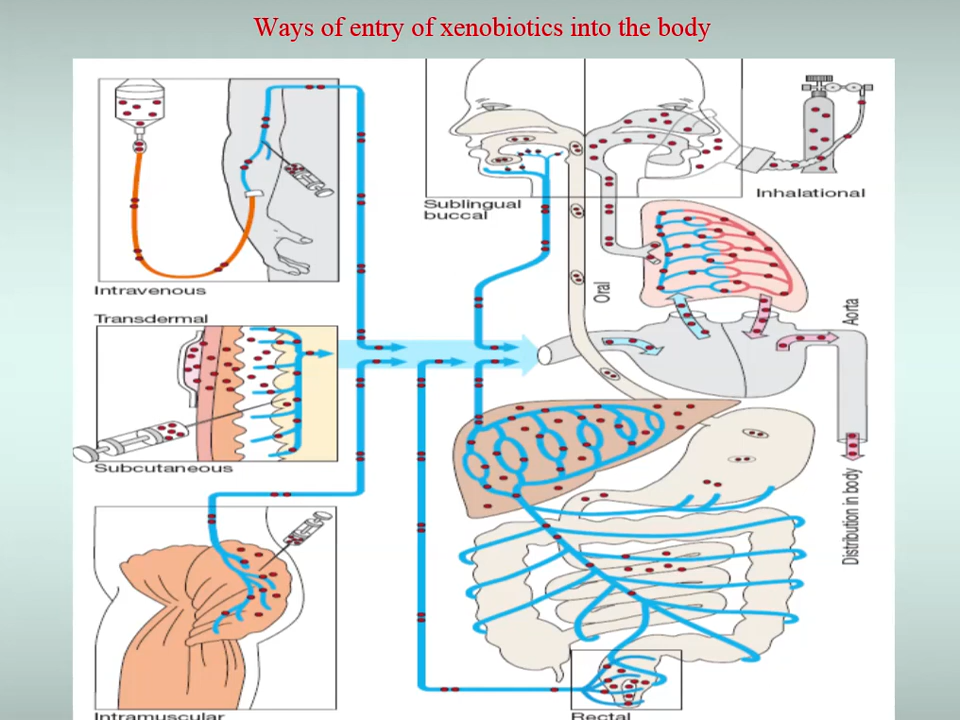 Ways of entry of xenobiotics into the body
Intravenous
Transdermal
Subcutaneous
Intramuscular
Sublingual
buccal
Inhalational
Oral
Aorta
Distribution in body
Rectal